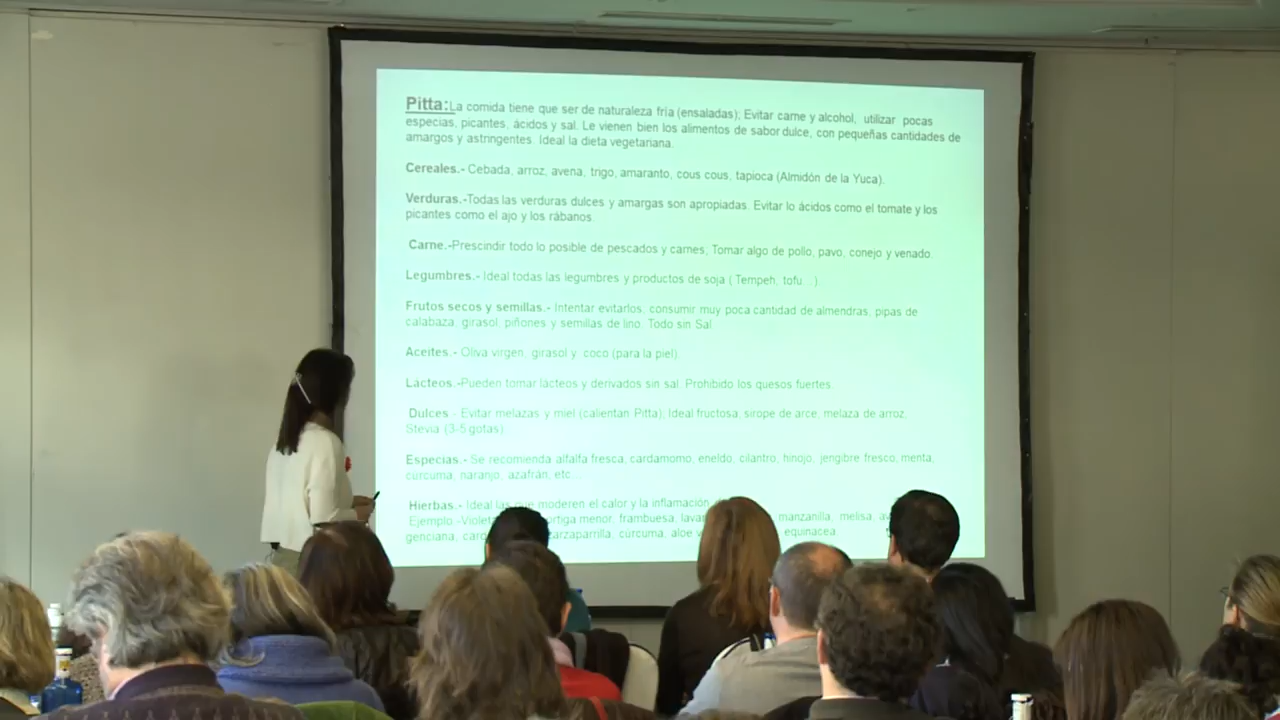 Pitta:La comida tiene que ser de naturaleza fría (ensaladas); Evitar carne y alcohol, utilizar pocas
especias, picantes, ácidos y sal. Le vienen bien los alimentos de sabor dulce, con pequeñas cantidades de
amargos y astringentes. Ideal la dieta vegetariana.
Cereales.- Cebada, arroz, avena, trigo, amaranto, cous cous, tapioca (Almidón de la Yuca).
Verduras.-Todas las verduras dulces y amargas son apropiadas. Evitar lo ácidos como el tomate y los
picantes como el ajo y los rábanos.
Carne.-Prescindir todo lo posible de pescados y carnes, Tomar algo de pollo, pavo, conejo y venado.
Legumbres.- Ideal todas las legumbres y productos de soja ( Tempeh, tofu...)
Frutos secos y semillas.- Intentar evitarlos, consumir muy poca cantidad de almendras, pipas de
calabaza, girasol, piñones y semillas de lino. Todo sin Sal
Aceites.- Oliva virgen, girasol y coco (para la piel)
Lácteos.-Pueden tomar lácteos y derivados sin sal. Prohibido los quesos fuertes.
Dulces.- Evitar melazas y miel (calientan Pitta). Ideal fructosa, sirope de arce, melaza de arroz,
Stevia (3-5 gotas).
Especias.- Se recomienda alfalfa fresca, cardamomo, eneldo, cilantro, hinojo, jengibre fresco, menta,
cúrcuma, naranjo, azafrán, etc...
Hierbas.- Ideal las que moderen el calor y la inflamación
Ejemplo.- ortiga menor, frambuesa, manzanilla, melisa,
genciana, cúrcuma, aloe equinacea.